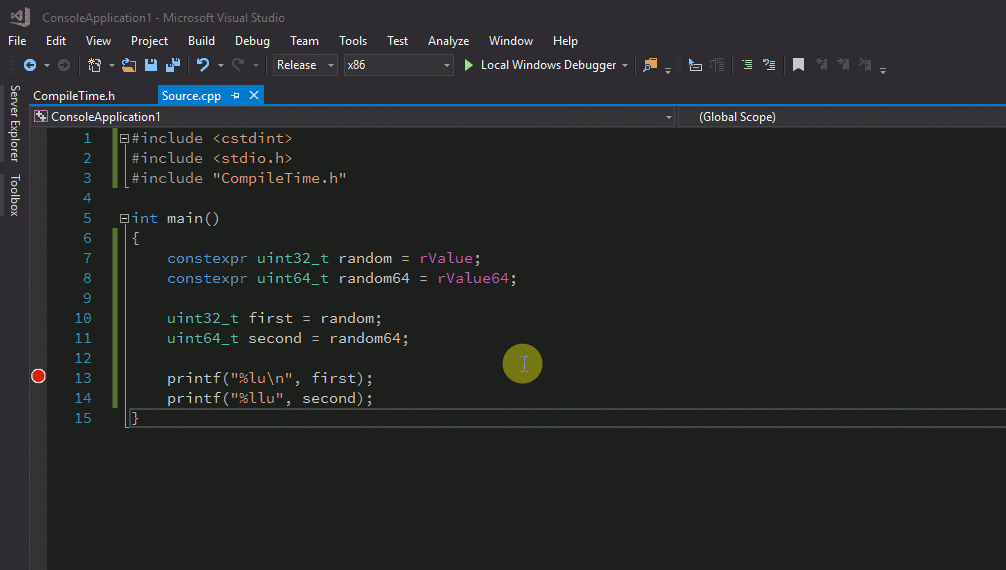 ConsoleApplication1 - Microsoft Visual Studio
File Edit View Project Build Debug Team Tools Test Analyze Window Help
Release x86 Local Windows Debugger
Server Explorer
Toolbox
CompileTime.h Source.cpp
ConsoleApplication1 (Global Scope)
1 #include <cstdint>
2 #include <stdio.h>
3 #include "CompileTime.h"
4
5 int main()
6 {
7 constexpr uint32_t random = rValue;
8 constexpr uint64_t random64 = rValue64;
9
10 uint32_t first = random;
11 uint64_t second = random64;
12
13 printf("%lu\n", first);
14 printf("%llu", second);
15 }